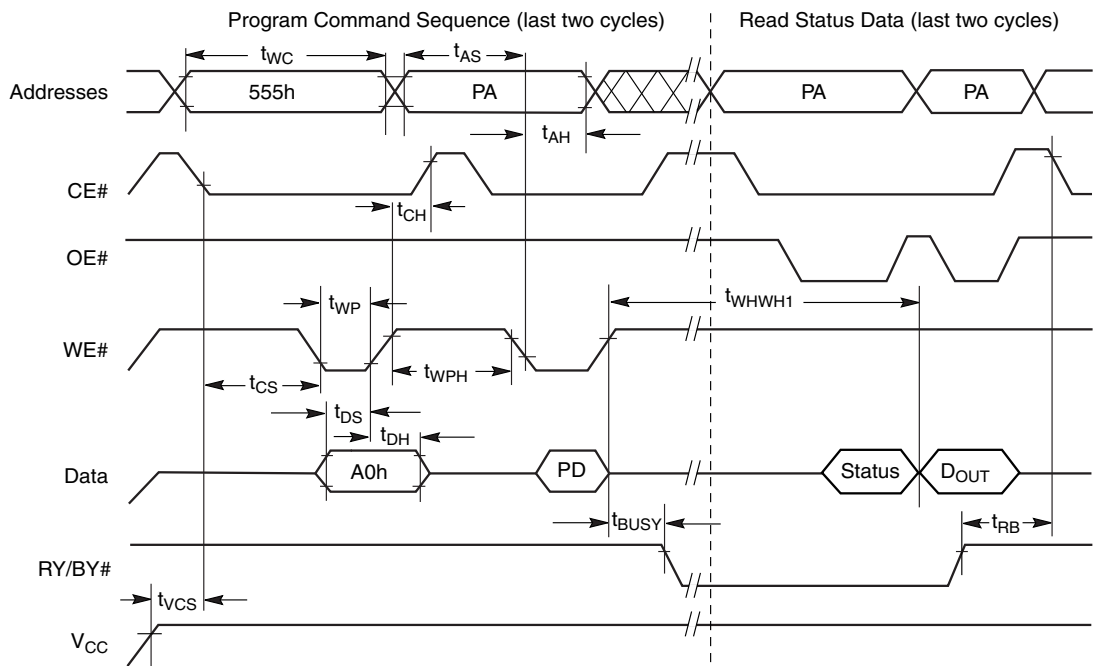 Program Command Sequence (last two cycles) Read Status Data (last two cycles)
tWC tAS
Addresses 555h PA PA PA
tAH
CE#
tCH
OE#
tWP tWHWH1
WE#
tCS tWPH
tDS
tDH
Data A0h PD Status DOUT
tBUSY tRB
RY/BY#
tVCS
VCC